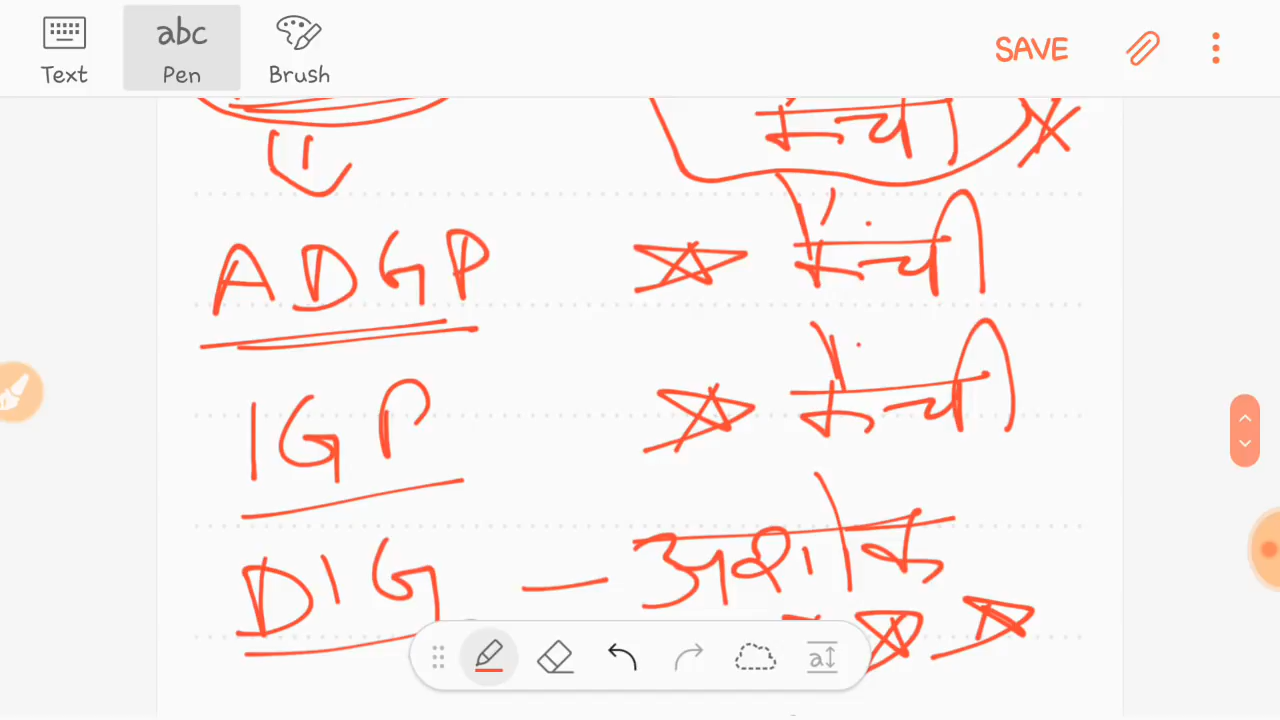 Text
abc
Pen
Brush
SAVE
कैंची
ADGP कैंची
IGP कैंची
DIG — अशोक
a